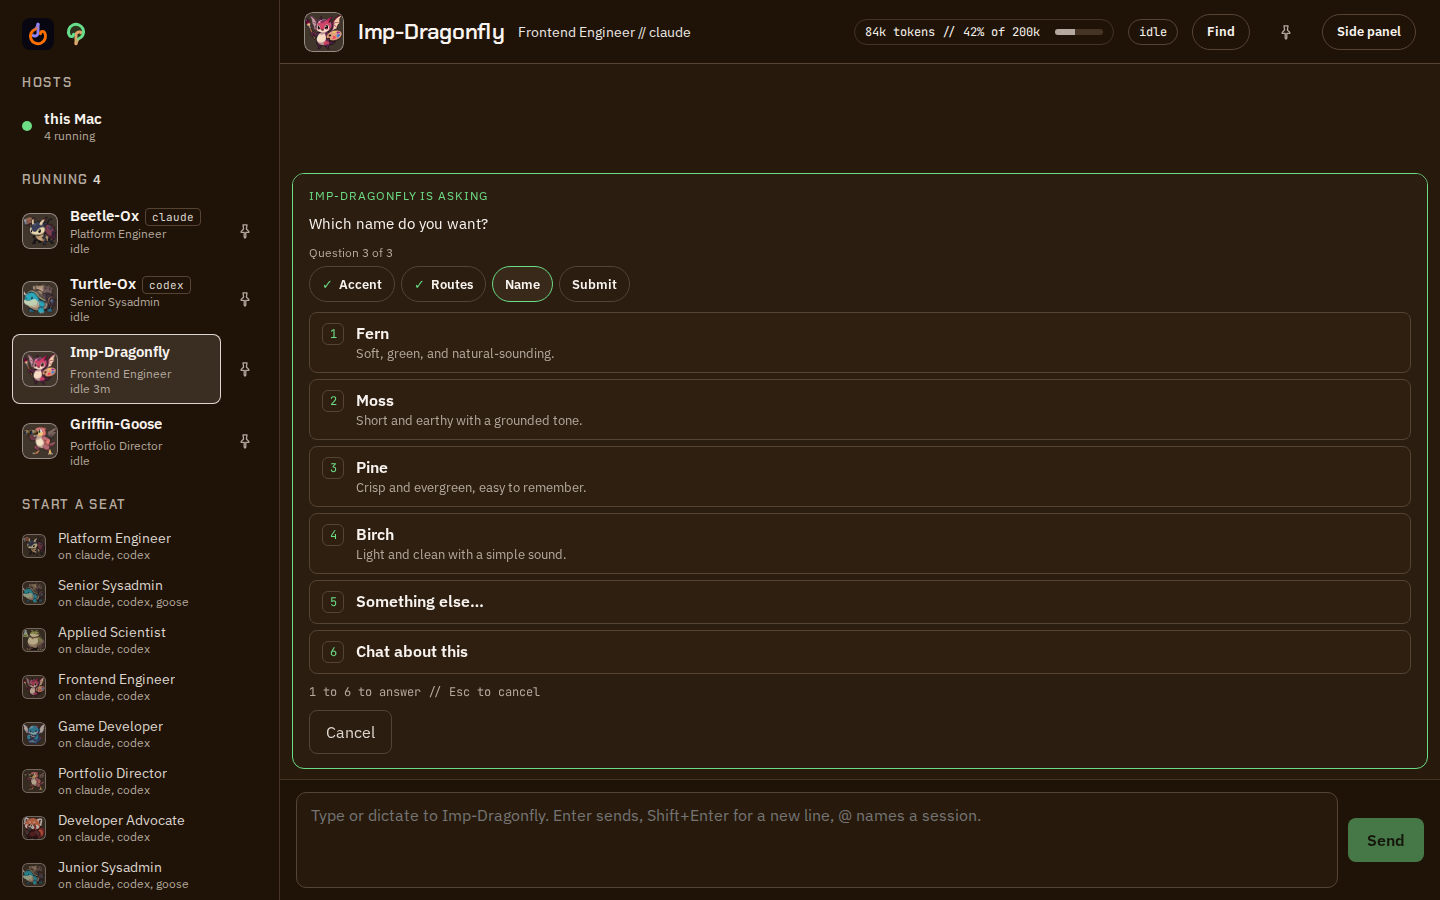 HOSTS
this Mac
4 running
RUNNING 4
Beetle-Ox claude
Platform Engineer
idle
Turtle-Ox codex
Senior Sysadmin
idle
Imp-Dragonfly
Frontend Engineer
idle 3m
Griffin-Goose
Portfolio Director
idle
START A SEAT
Platform Engineer
on claude, codex
Senior Sysadmin
on claude, codex, goose
Applied Scientist
on claude, codex
Frontend Engineer
on claude, codex
Game Developer
on claude, codex
Portfolio Director
on claude, codex
Developer Advocate
on claude, codex
Junior Sysadmin
on claude, codex, goose
Imp-Dragonfly Frontend Engineer // claude
84k tokens // 42% of 200k
idle
Find
Side panel
IMP-DRAGONFLY IS ASKING
Which name do you want?
Question 3 of 3
✓ Accent ✓ Routes Name Submit
1 Fern
Soft, green, and natural-sounding.
2 Moss
Short and earthy with a grounded tone.
3 Pine
Crisp and evergreen, easy to remember.
4 Birch
Light and clean with a simple sound.
5 Something else...
6 Chat about this
1 to 6 to answer // Esc to cancel
Cancel
Type or dictate to Imp-Dragonfly. Enter sends, Shift+Enter for a new line, @ names a session.
Send